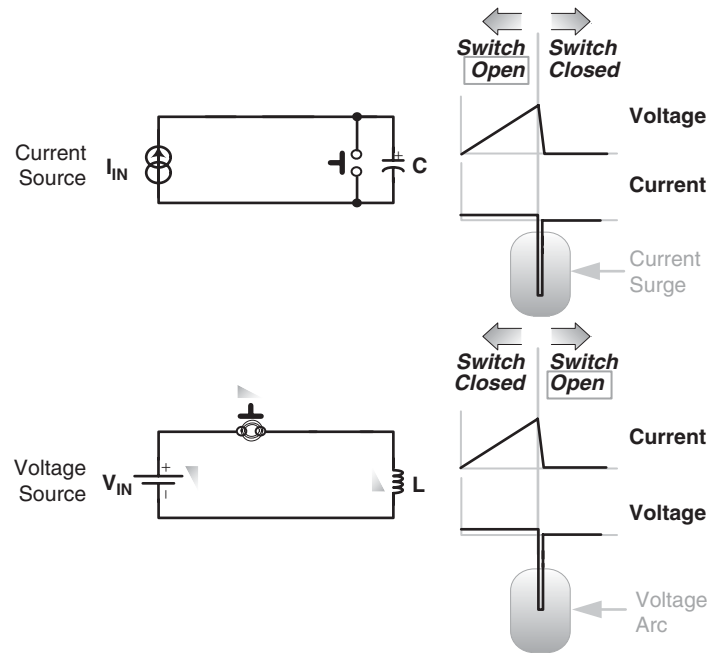 Switch Switch
Open Closed
Voltage
Current
Source
I_IN
+
C
Current
Current
Surge
Switch Switch
Closed Open
Current
Voltage
Source
V_IN
+
–
L
Voltage
Voltage
Arc